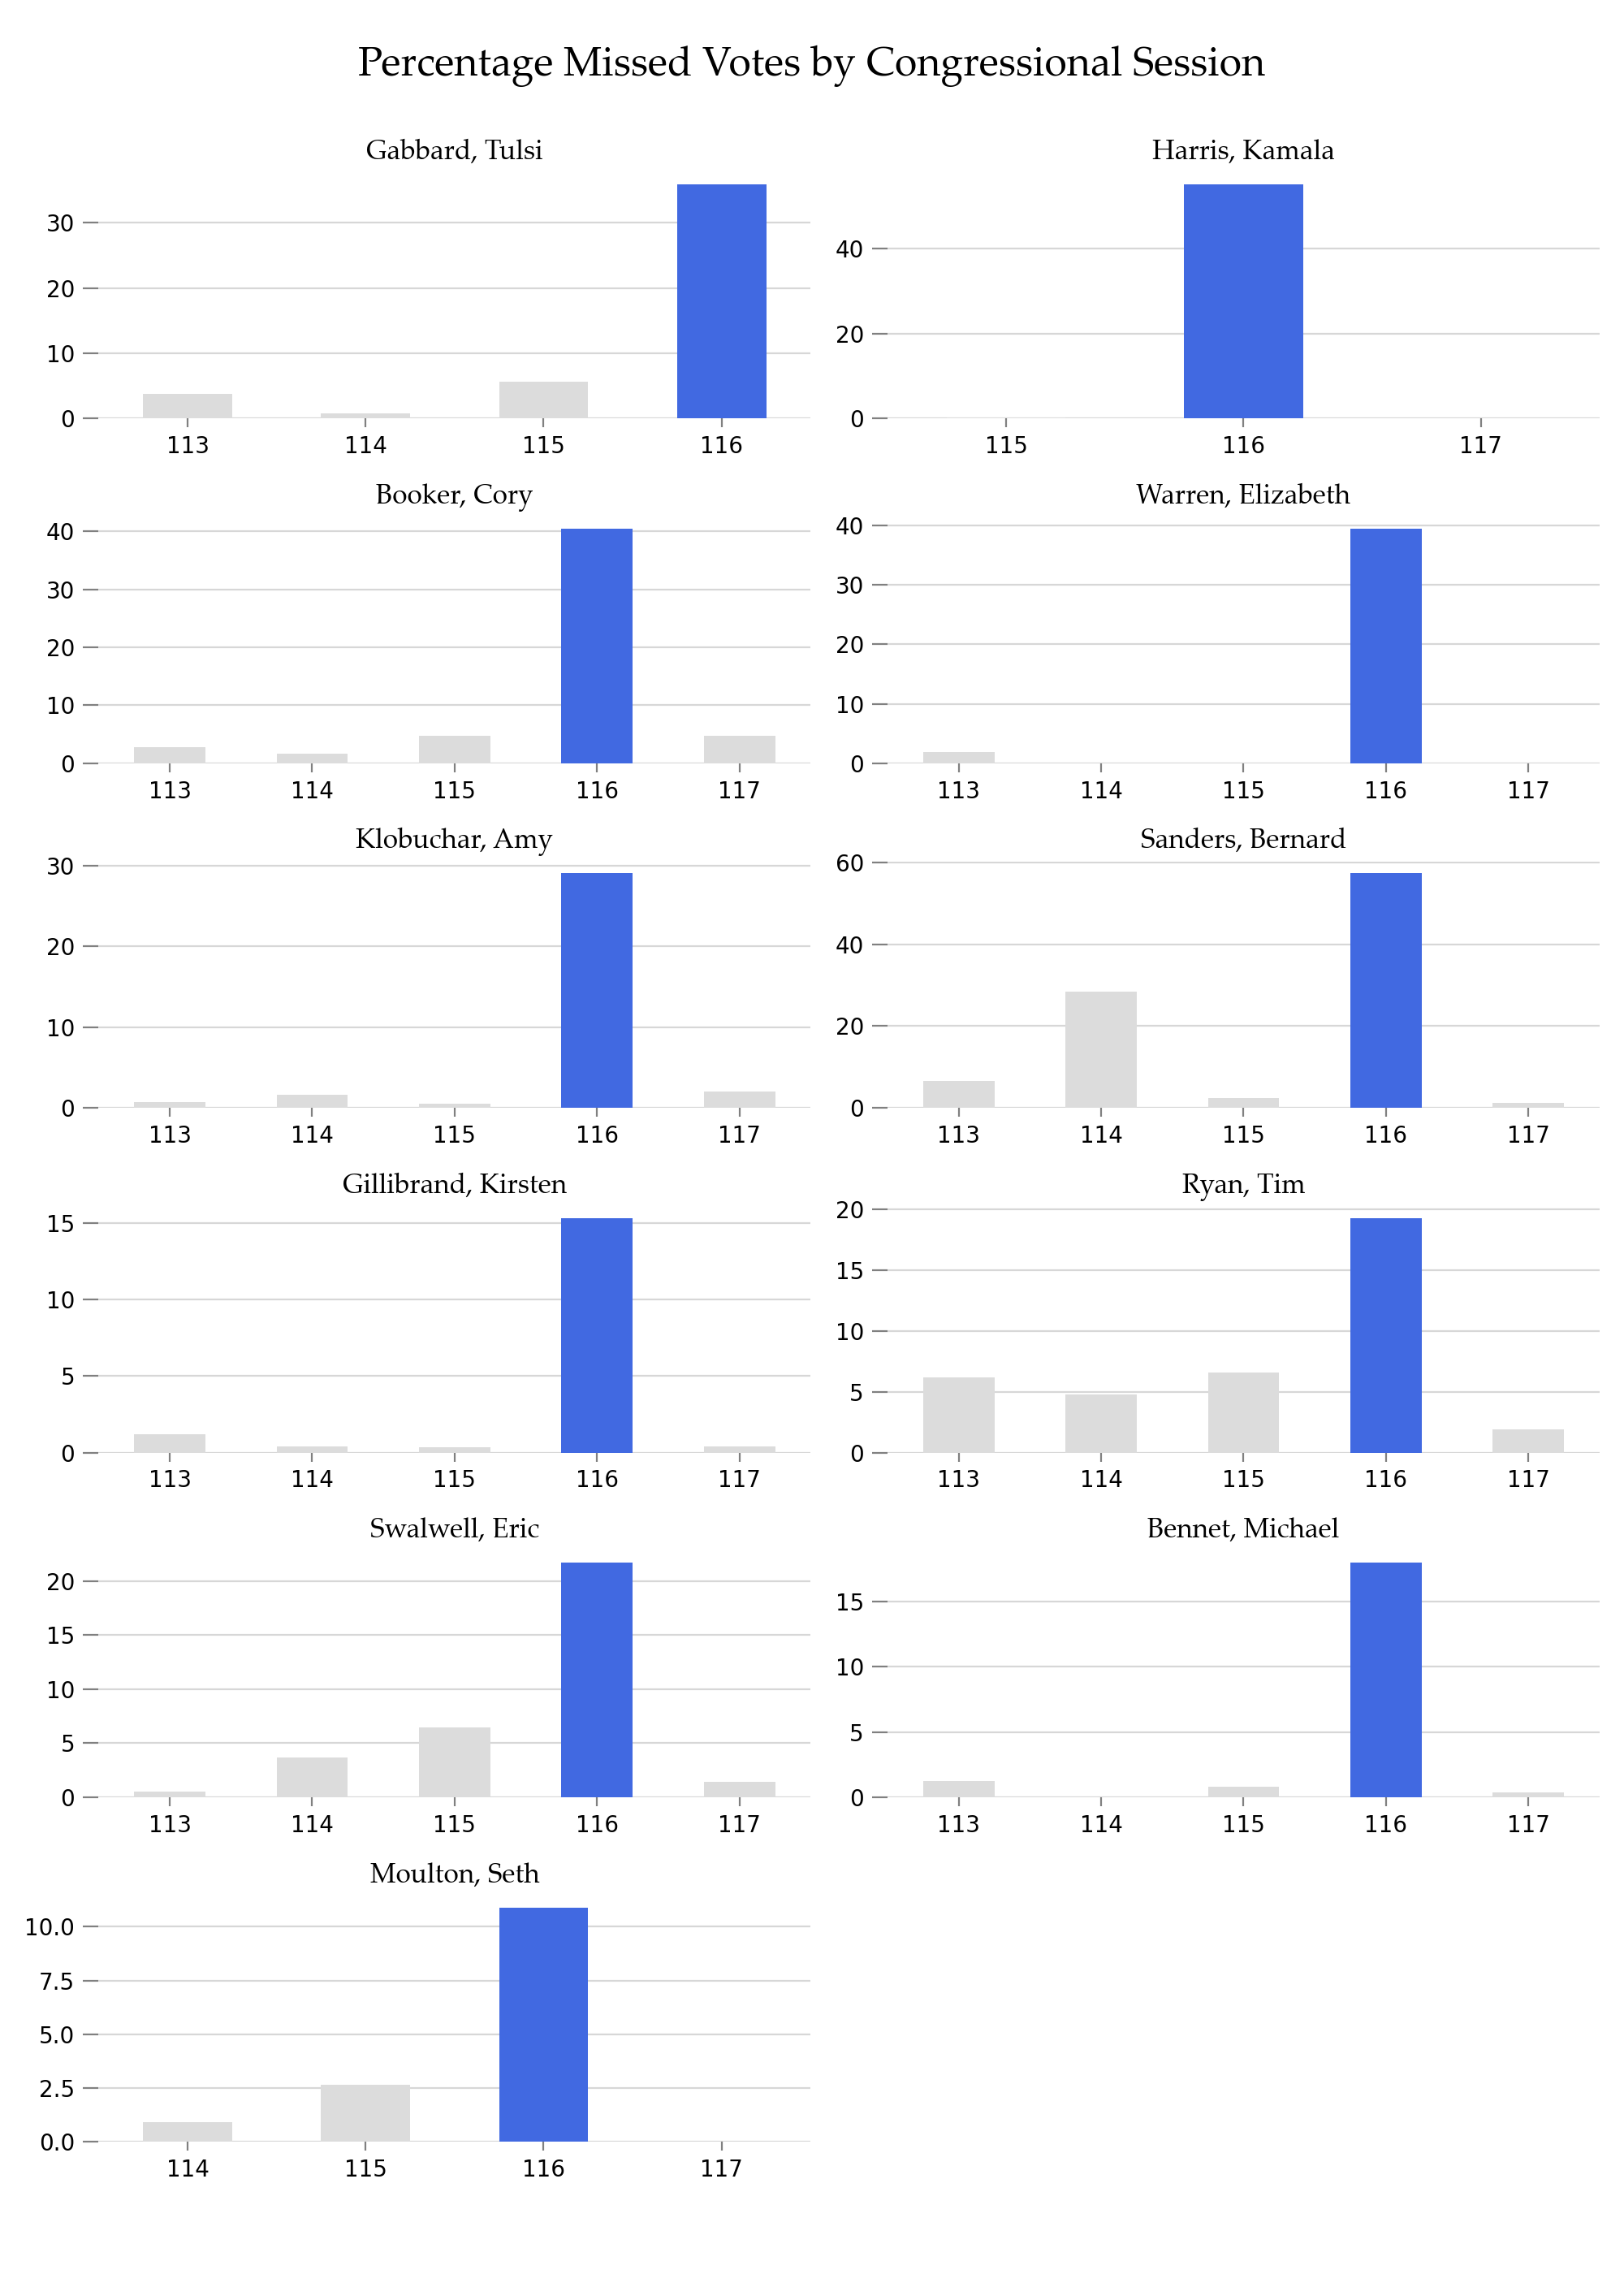 Percentage Missed Votes by Congressional Session
Gabbard, Tulsi
30
20
10
0
113 114 115 116
Harris, Kamala
40
20
0
115 116 117
Booker, Cory
40
30
20
10
0
113 114 115 116 117
Warren, Elizabeth
40
30
20
10
0
113 114 115 116 117
Klobuchar, Amy
30
20
10
0
113 114 115 116 117
Sanders, Bernard
60
40
20
0
113 114 115 116 117
Gillibrand, Kirsten
15
10
5
0
113 114 115 116 117
Ryan, Tim
20
15
10
5
0
113 114 115 116 117
Swalwell, Eric
20
15
10
5
0
113 114 115 116 117
Bennet, Michael
15
10
5
0
113 114 115 116 117
Moulton, Seth
10.0
7.5
5.0
2.5
0.0
114 115 116 117